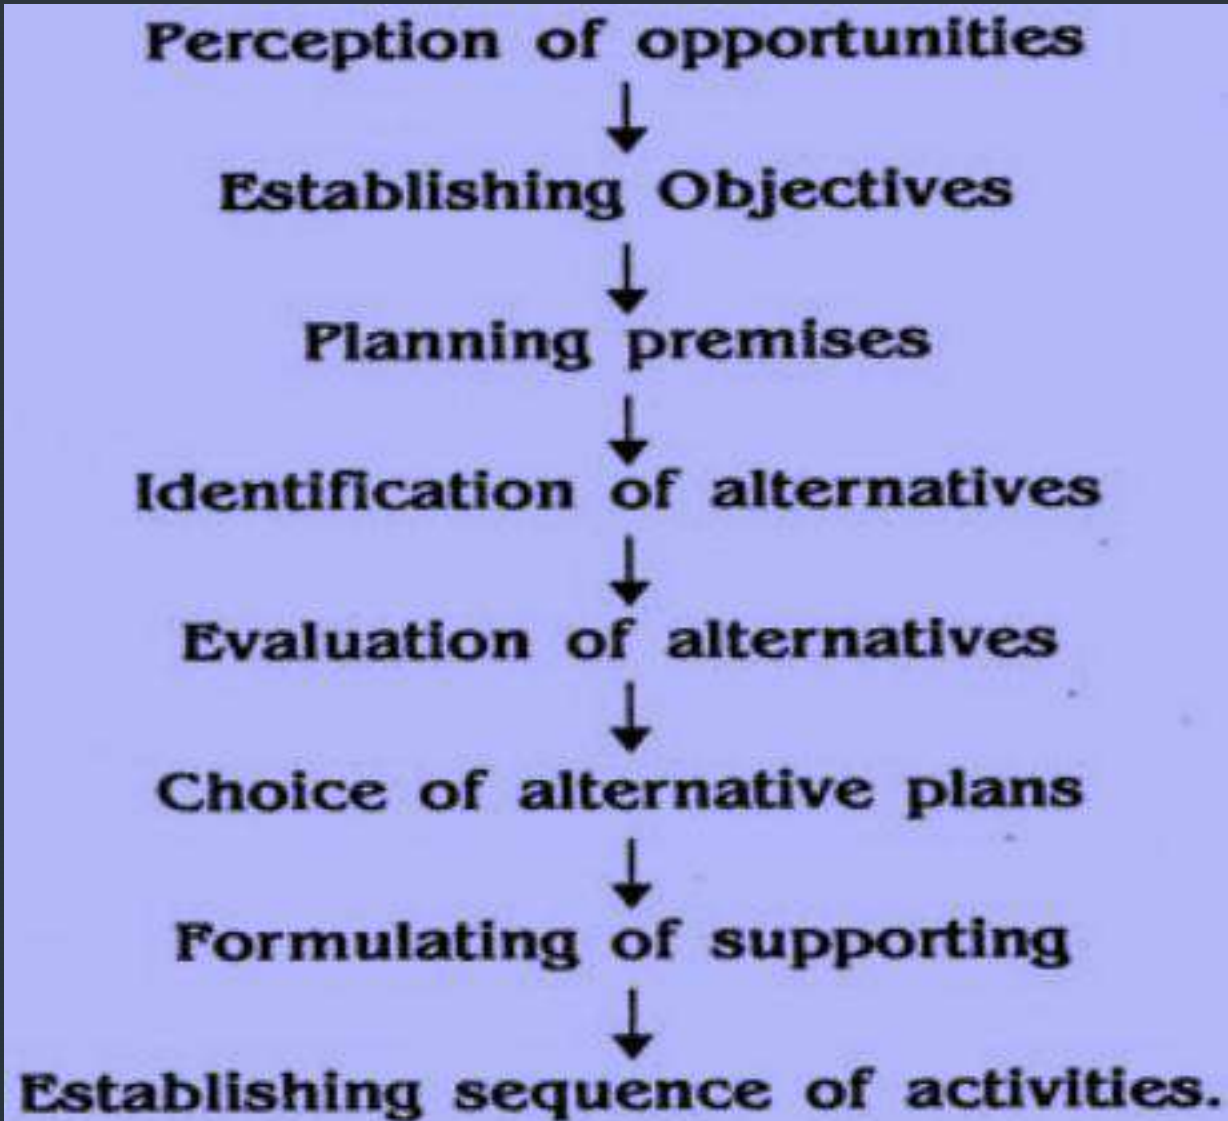 Perception of opportunities
Establishing Objectives
Planning premises
Identification of alternatives
Evaluation of alternatives
Choice of alternative plans
Formulating of supporting
Establishing sequence of activities.